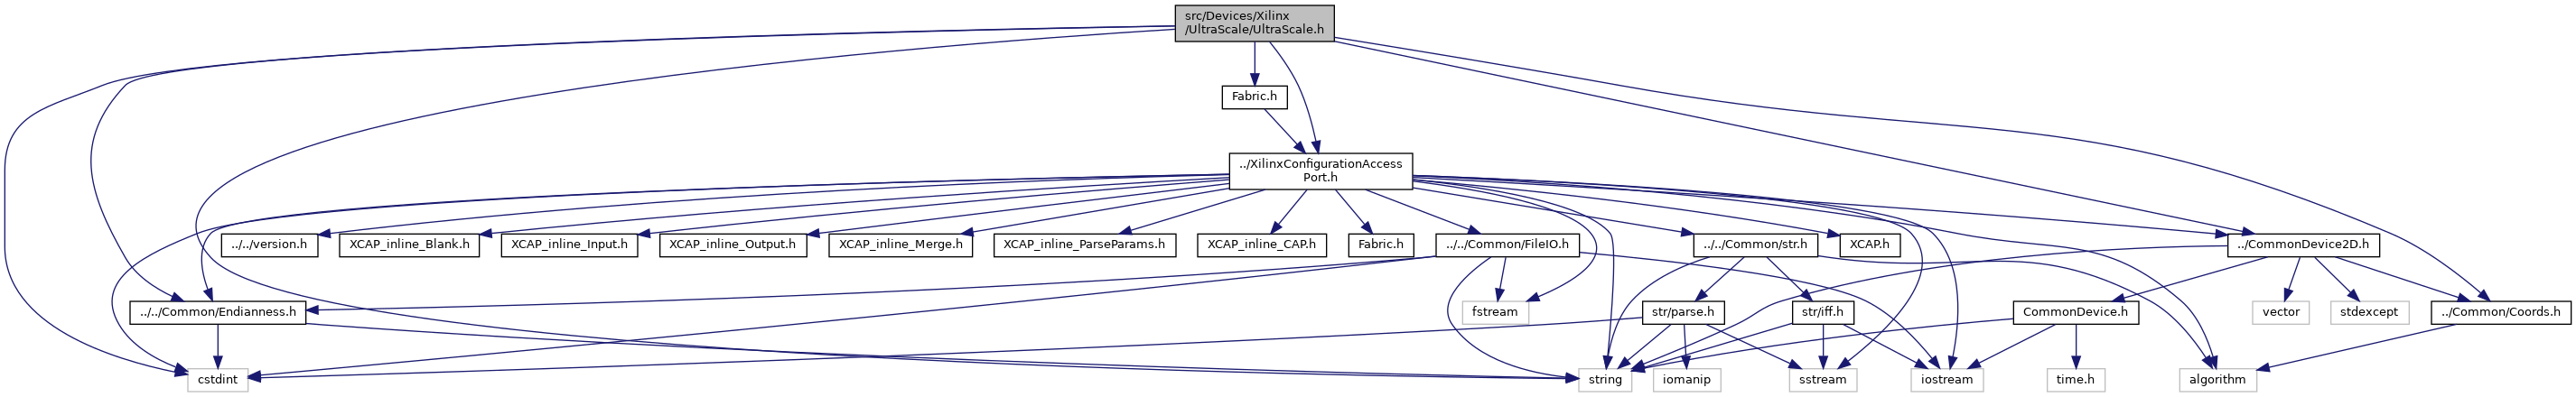 src/Devices/Xilinx
/UltraScale/UltraScale.h
Fabric.h
../XilinxConfigurationAccess
Port.h
../../version.h
XCAP_inline_Blank.h
XCAP_inline_Input.h
XCAP_inline_Output.h
XCAP_inline_Merge.h
XCAP_inline_ParseParams.h
XCAP_inline_CAP.h
Fabric.h
../../Common/FileIO.h
../../Common/str.h
XCAP.h
../CommonDevice2D.h
../../Common/Endianness.h
fstream
str/parse.h
str/iff.h
CommonDevice.h
vector
stdexcept
../Common/Coords.h
cstdint
string
iomanip
sstream
iostream
time.h
algorithm